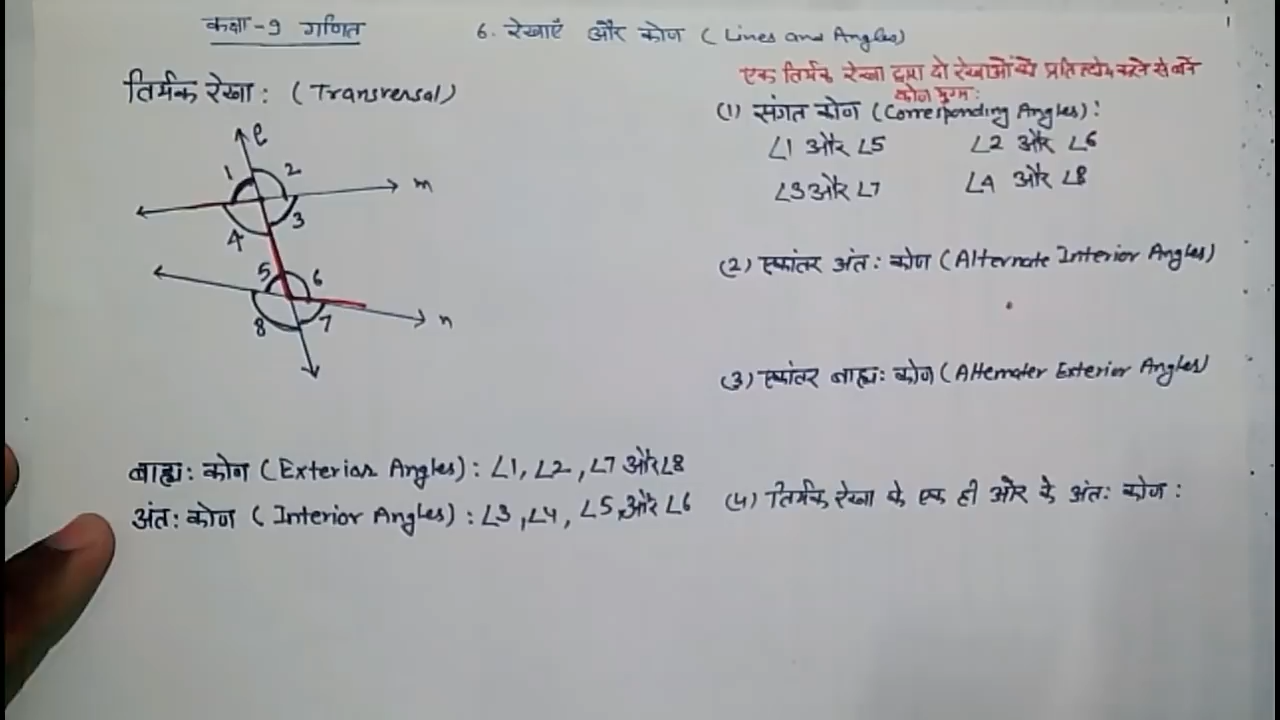 कक्षा-9 गणित
6. रेखाएँ और कोण (Lines and Angles)
तिर्यक रेखा : (Transversal)
एक तिर्यक रेखा द्वारा दो रेखाओं को प्रतिच्छेद करने से बने
कोण युग्म :
(1) संगत कोण (Corresponding Angles) :
∠1 और ∠5 ∠2 और ∠6
∠3 और ∠7 ∠4 और ∠8
(2) एकांतर अंत: कोण (Alternate Interior Angles)
(3) एकांतर बाह्य: कोण (Alternater Exterior Angles)
(4) तिर्यक रेखा के एक ही ओर के अंत: कोण :
l
1 2
m
4 3
5 6
8 7
n
बाह्य: कोण (Exterior Angles) : ∠1, ∠2, ∠7 और ∠8
अंत: कोण (Interior Angles) : ∠3, ∠4, ∠5, और ∠6